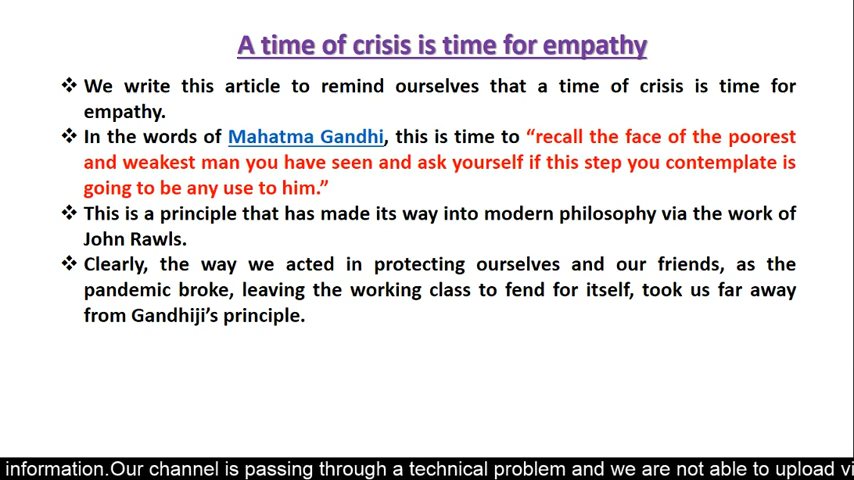 A time of crisis is time for empathy
❖ We write this article to remind ourselves that a time of crisis is time for
empathy.
❖ In the words of Mahatma Gandhi, this is time to “recall the face of the poorest
and weakest man you have seen and ask yourself if this step you contemplate is
going to be any use to him.”
❖ This is a principle that has made its way into modern philosophy via the work of
John Rawls.
❖ Clearly, the way we acted in protecting ourselves and our friends, as the
pandemic broke, leaving the working class to fend for itself, took us far away
from Gandhiji’s principle.
information.Our channel is passing through a technical problem and we are not able to upload vi